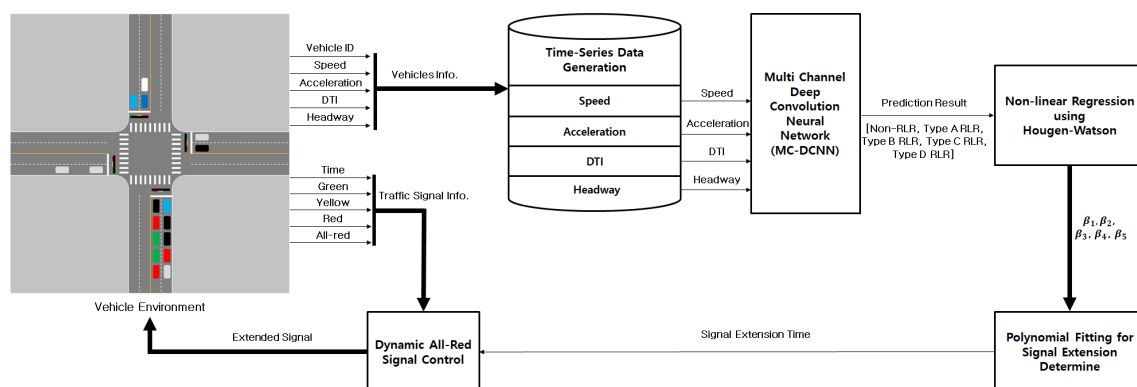 Vehicle ID
Speed
Acceleration
DTI
Headway
Vehicles Info.
Time
Green
Yellow
Red
All-red
Traffic Signal Info.
Vehicle Environment
Time-Series Data
Generation
Speed
Acceleration
DTI
Headway
Speed
Acceleration
DTI
Headway
Multi Channel
Deep
Convolution
Neural
Network
(MC-DCNN)
Prediction Result
[Non-RLR, Type A RLR,
Type B RLR, Type C RLR,
Type D RLR]
Non-linear Regression
using
Hougen-Watson
β₁, β₂,
β₃, β₄, β₅
Polynomial Fitting for
Signal Extension
Determine
Signal Extension Time
Dynamic All-Red
Signal Control
Extended Signal